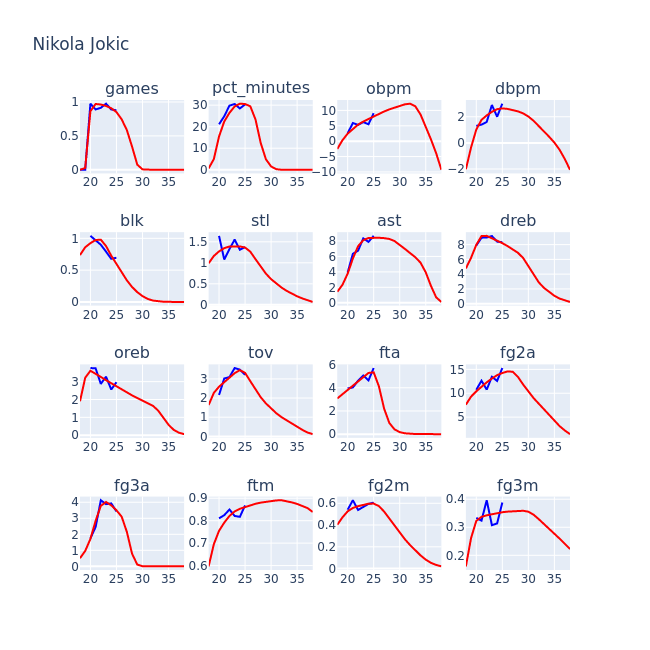 Nikola Jokic
games pct_minutes obpm dbpm
1 0.5 0 20 25 30 35
30 20 10 0 20 25 30 35
10 5 0 −5 −10 20 25 30 35
2 0 −2 20 25 30 35
blk stl ast dreb
1 0.5 0 20 25 30 35
1.5 1 0.5 0 20 25 30 35
8 6 4 2 0 20 25 30 35
8 6 4 2 0 20 25 30 35
oreb tov fta fg2a
3 2 1 0 20 25 30 35
3 2 1 0 20 25 30 35
6 4 2 0 20 25 30 35
15 10 5 20 25 30 35
fg3a ftm fg2m fg3m
4 3 2 1 0 20 25 30 35
0.9 0.8 0.7 0.6 20 25 30 35
0.6 0.4 0.2 0 20 25 30 35
0.4 0.3 0.2 20 25 30 35